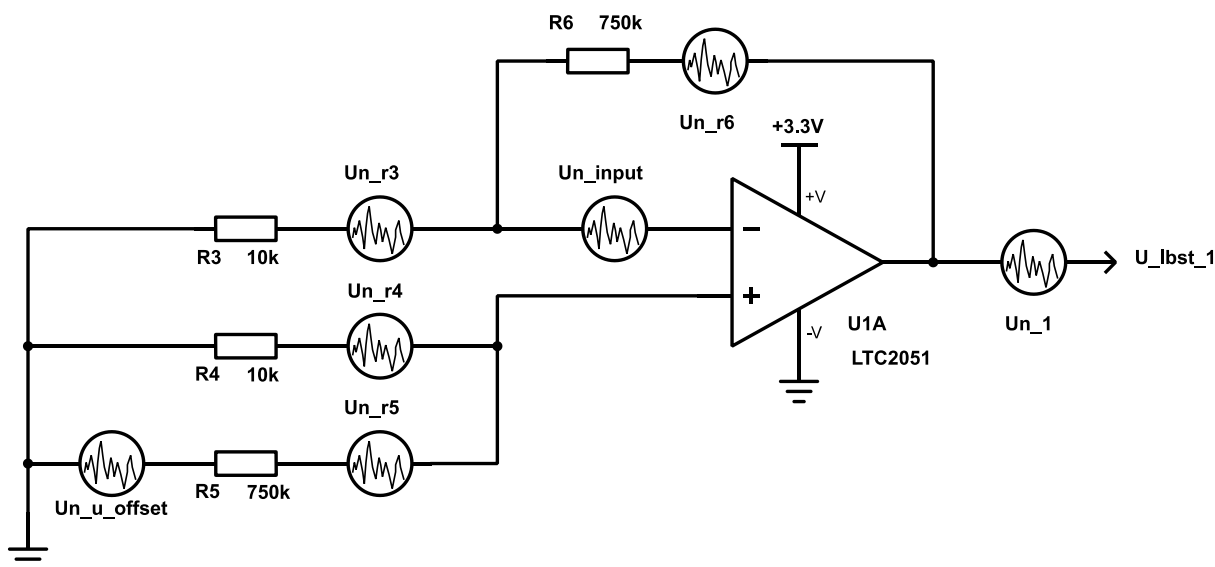 R6 750k
Un_r6
+3.3V
Un_r3
Un_input
+V
−
R3 10k
Un_r4
+
U_Ibst_1
U1A
Un_1
-V
R4 10k
LTC2051
Un_r5
R5 750k
Un_u_offset